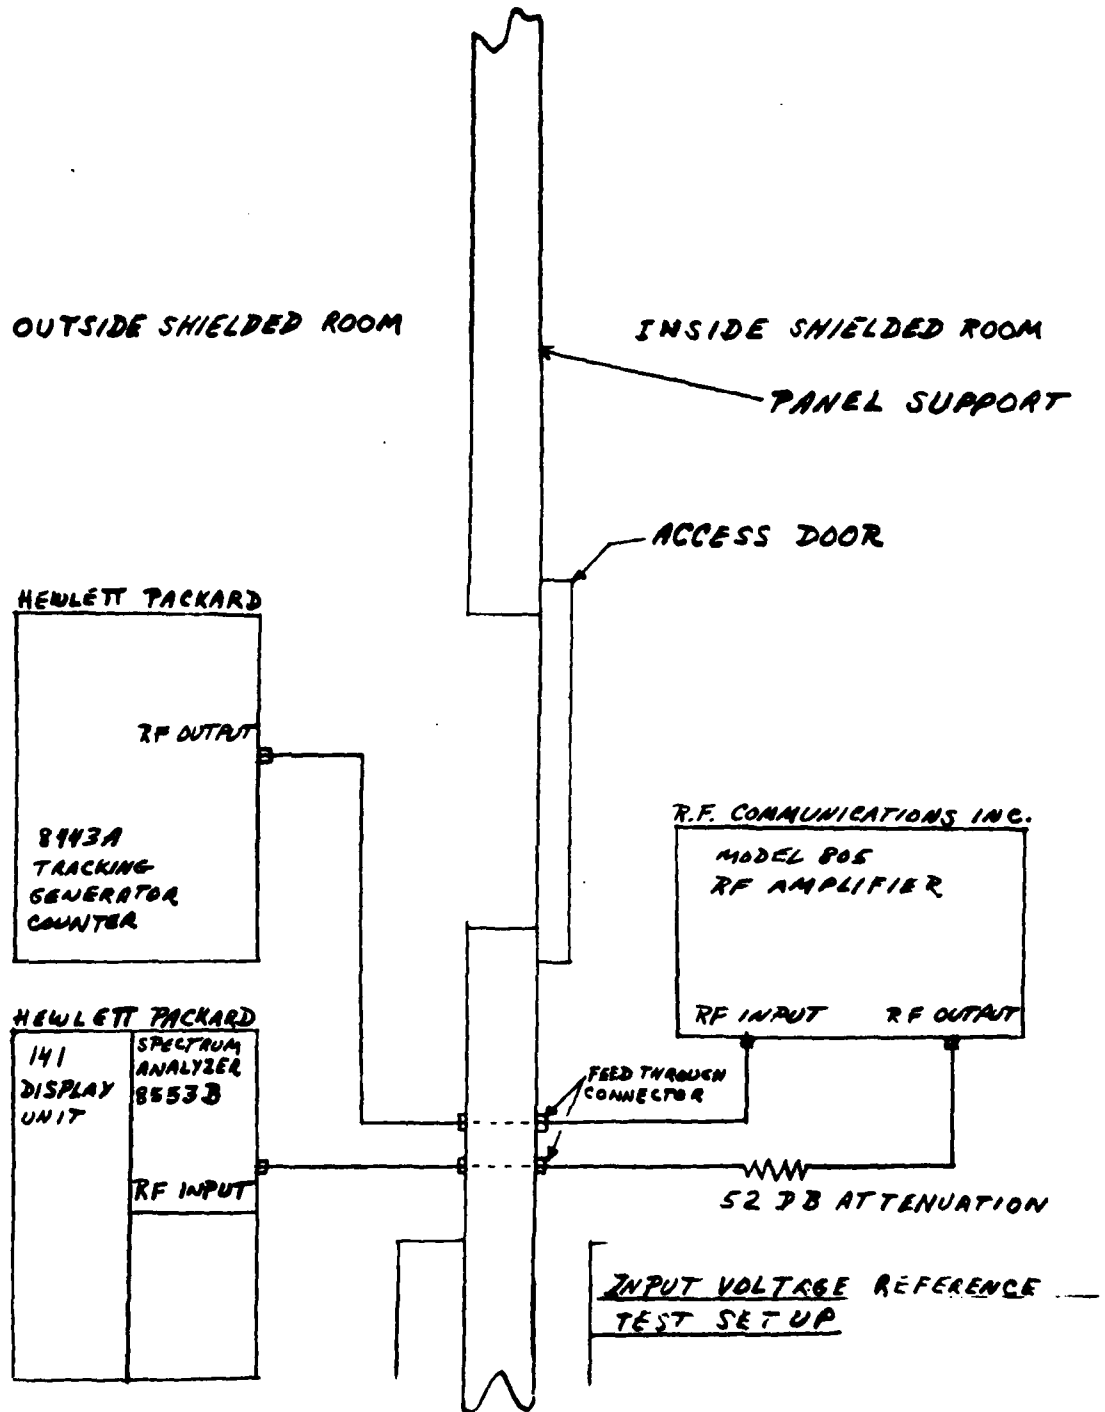 OUTSIDE SHIELDED ROOM
INSIDE SHIELDED ROOM
PANEL SUPPORT
ACCESS DOOR
HEWLETT PACKARD
RF OUTPUT
8443A
TRACKING
GENERATOR
COUNTER
R.F. COMMUNICATIONS INC.
MODEL 805
RF AMPLIFIER
RF INPUT
RF OUTPUT
HEWLETT PACKARD
141
DISPLAY
UNIT
SPECTRUM
ANALYZER
8553B
RF INPUT
FEED THROUGH
CONNECTOR
52 DB ATTENUATION
INPUT VOLTAGE REFERENCE
TEST SET UP